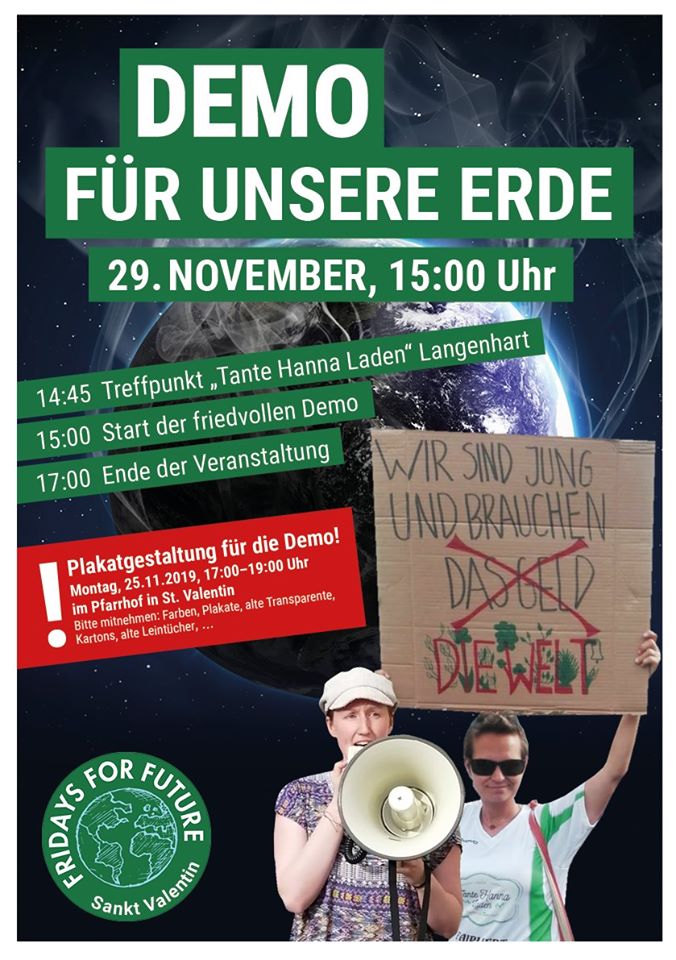 DEMO
FÜR UNSERE ERDE
29. NOVEMBER, 15:00 Uhr
14:45 Treffpunkt „Tante Hanna Laden“ Langenhart
15:00 Start der friedvollen Demo
17:00 Ende der Veranstaltung
! Plakatgestaltung für die Demo!
Montag, 25.11.2019, 17:00–19:00 Uhr
im Pfarrhof in St. Valentin
Bitte mitnehmen: Farben, Plakate, alte Transparente,
Kartons, alte Leintücher, ...
WIR SIND JUNG
UND BRAUCHEN
DAS GELD
DIE WELT
FRIDAYS FOR FUTURE
Sankt Valentin
Tante Hanna
Laden